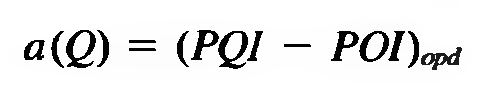 a(Q) = (PQI − POI)opd